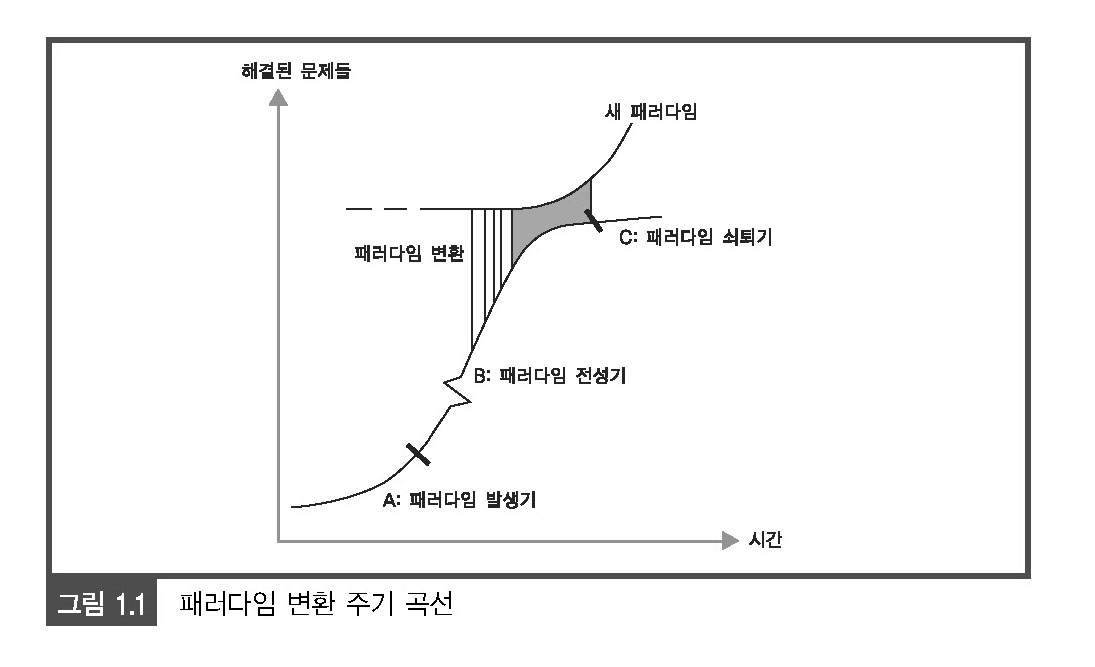 해결된 문제들
새 패러다임
패러다임 변환
C: 패러다임 쇠퇴기
B: 패러다임 전성기
A: 패러다임 발생기
시간
그림 1.1 패러다임 변환 주기 곡선